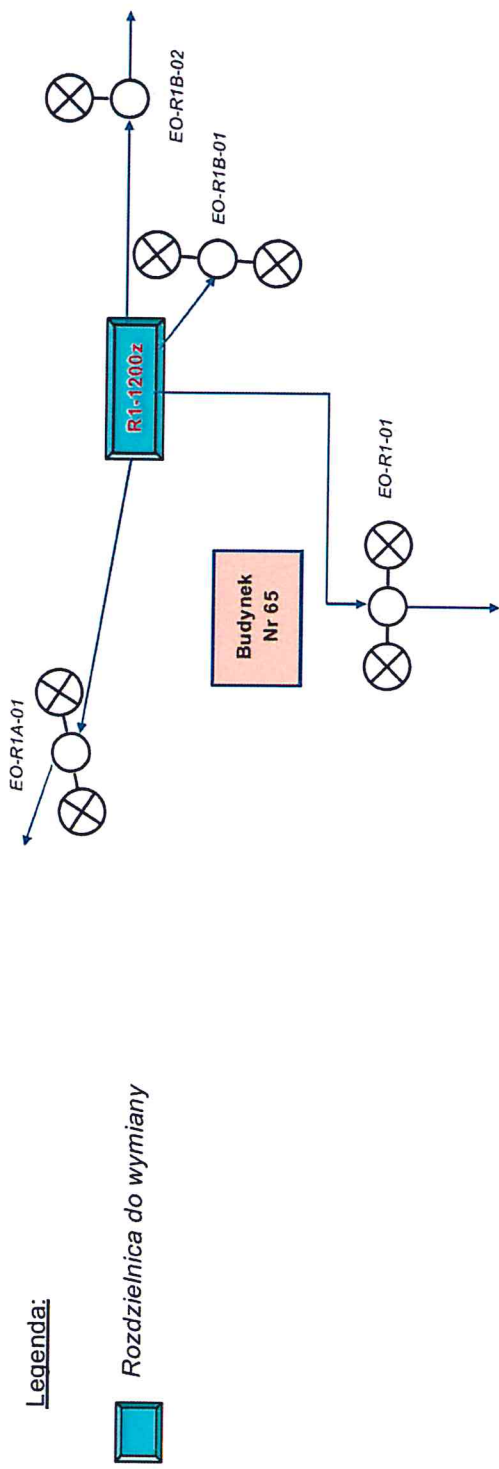 EO-R1A-01
R1-1200z
EO-R1B-02
EO-R1B-01
Budynek
Nr 65
EO-R1-01
Legenda:
Rozdzielnica do wymiany